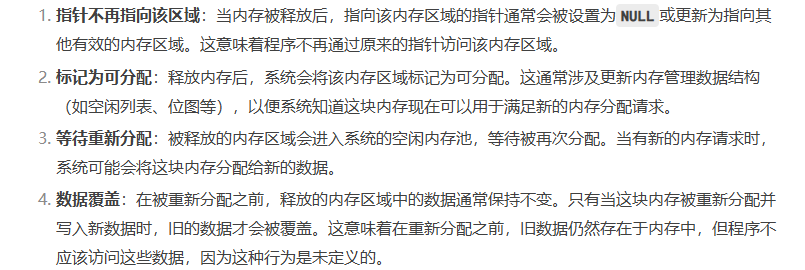 1. 指针不再指向该区域：当内存被释放后，指向该内存区域的指针通常会被设置为 NULL 或更新为指向其
他有效的内存区域。这意味着程序不再通过原来的指针访问该内存区域。
2. 标记为可分配：释放内存后，系统会将该内存区域标记为可分配。这通常涉及更新内存管理数据结构
（如空闲列表、位图等），以便系统知道这块内存现在可以用于满足新的内存分配请求。
3. 等待重新分配：被释放的内存区域会进入系统的空闲内存池，等待被再次分配。当有新的内存请求时，
系统可能会将这块内存分配给新的数据。
4. 数据覆盖：在被重新分配之前，释放的内存区域中的数据通常保持不变。只有当这块内存被重新分配并
写入新数据时，旧的数据才会被覆盖。这意味着在重新分配之前，旧数据仍然存在于内存中，但程序不
应该访问这些数据，因为这种行为是未定义的。